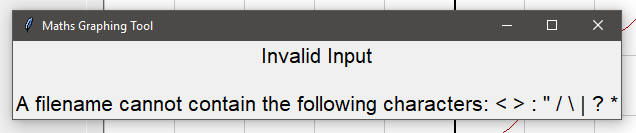 Maths Graphing Tool
Invalid Input
A filename cannot contain the following characters: < > : " / \ | ? *